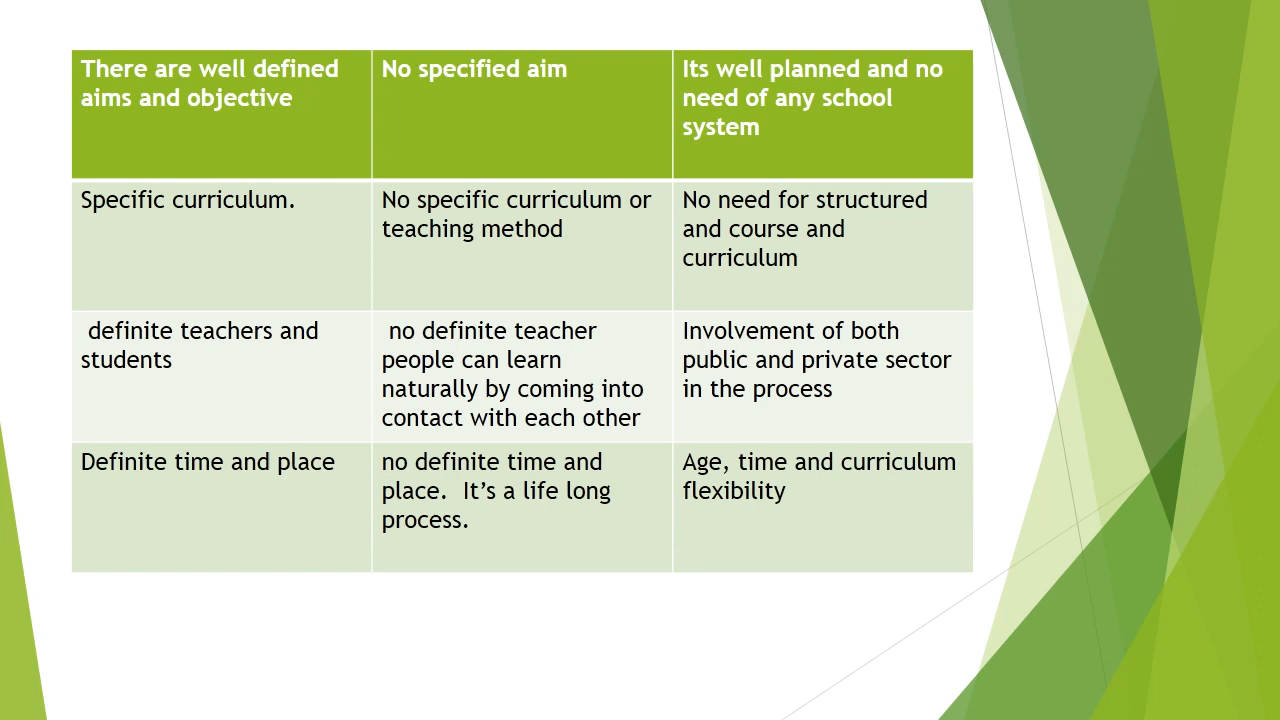 There are well defined
aims and objective
No specified aim
Its well planned and no
need of any school
system
Specific curriculum.
No specific curriculum or
teaching method
No need for structured
and course and
curriculum
definite teachers and
students
no definite teacher
people can learn
naturally by coming into
contact with each other
Involvement of both
public and private sector
in the process
Definite time and place
no definite time and
place.  It’s a life long
process.
Age, time and curriculum
flexibility